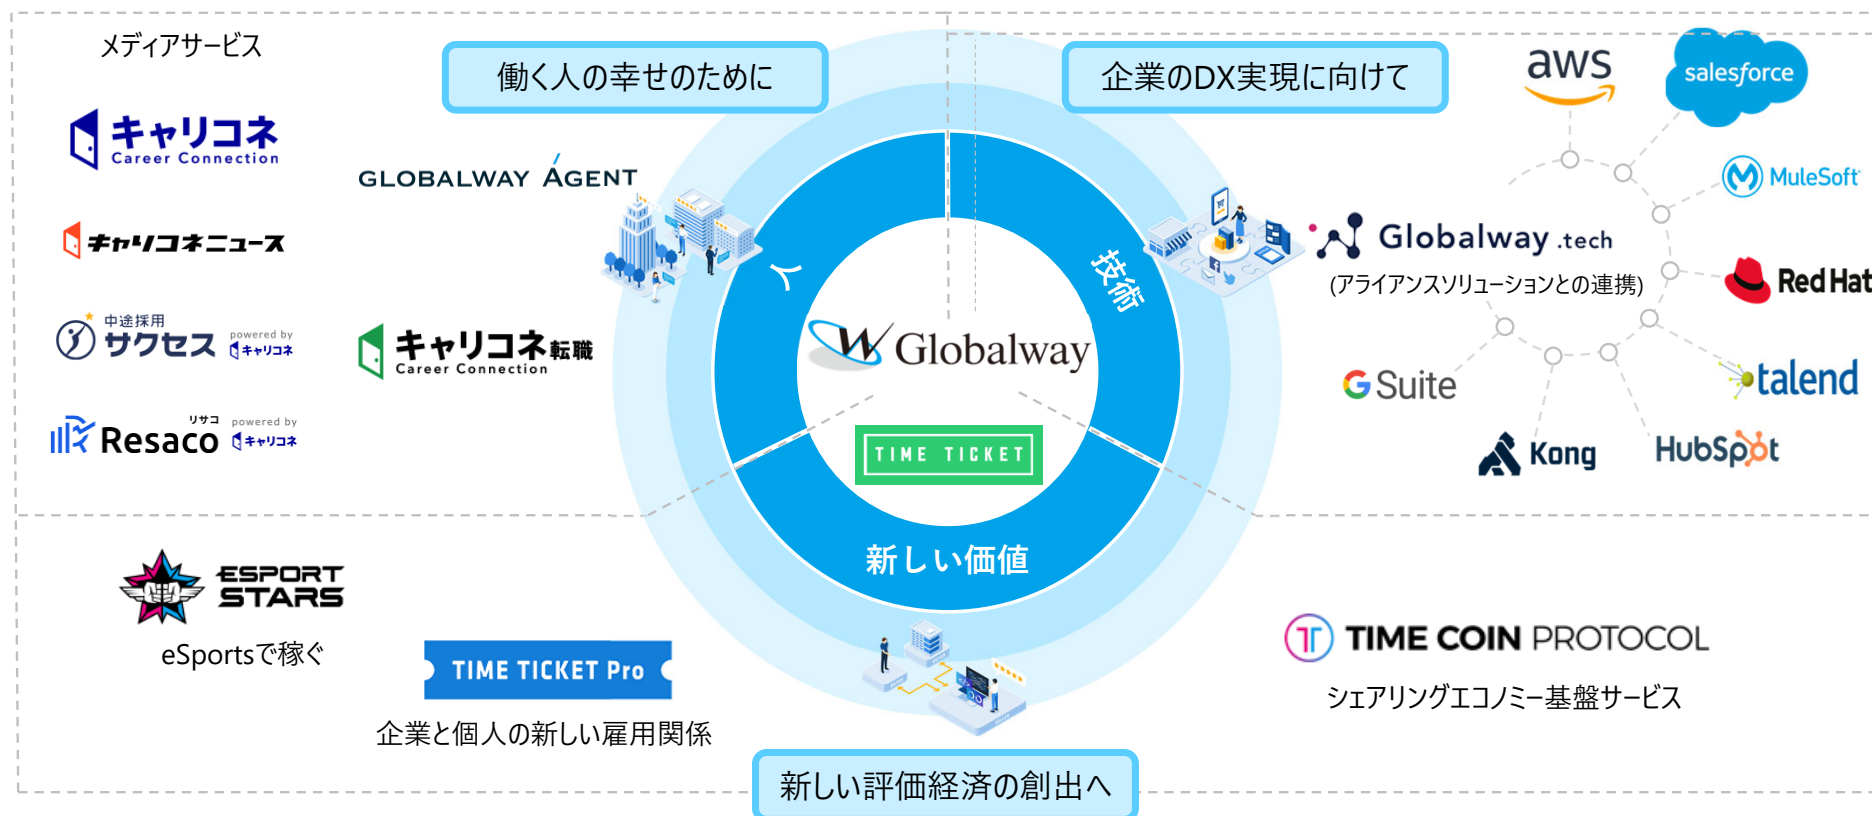 メディアサービス
働く人の幸せのために
企業のDX実現に向けて
キャリコネ
Career Connection
GLOBALWAY AGENT
キャリコネニュース
中途採用
サクセス
powered by
キャリコネ
キャリコネ転職
Career Connection
リサコ
Resaco
powered by
キャリコネ
人
技術
新しい価値
Globalway
TIME TICKET
aws
salesforce
MuleSoft
Globalway .tech
(アライアンスソリューションとの連携)
Red Hat
G Suite
talend
Kong
HubSpot
ESPORT
STARS
eSportsで稼ぐ
TIME TICKET Pro
企業と個人の新しい雇用関係
TIME COIN PROTOCOL
シェアリングエコノミー基盤サービス
新しい評価経済の創出へ